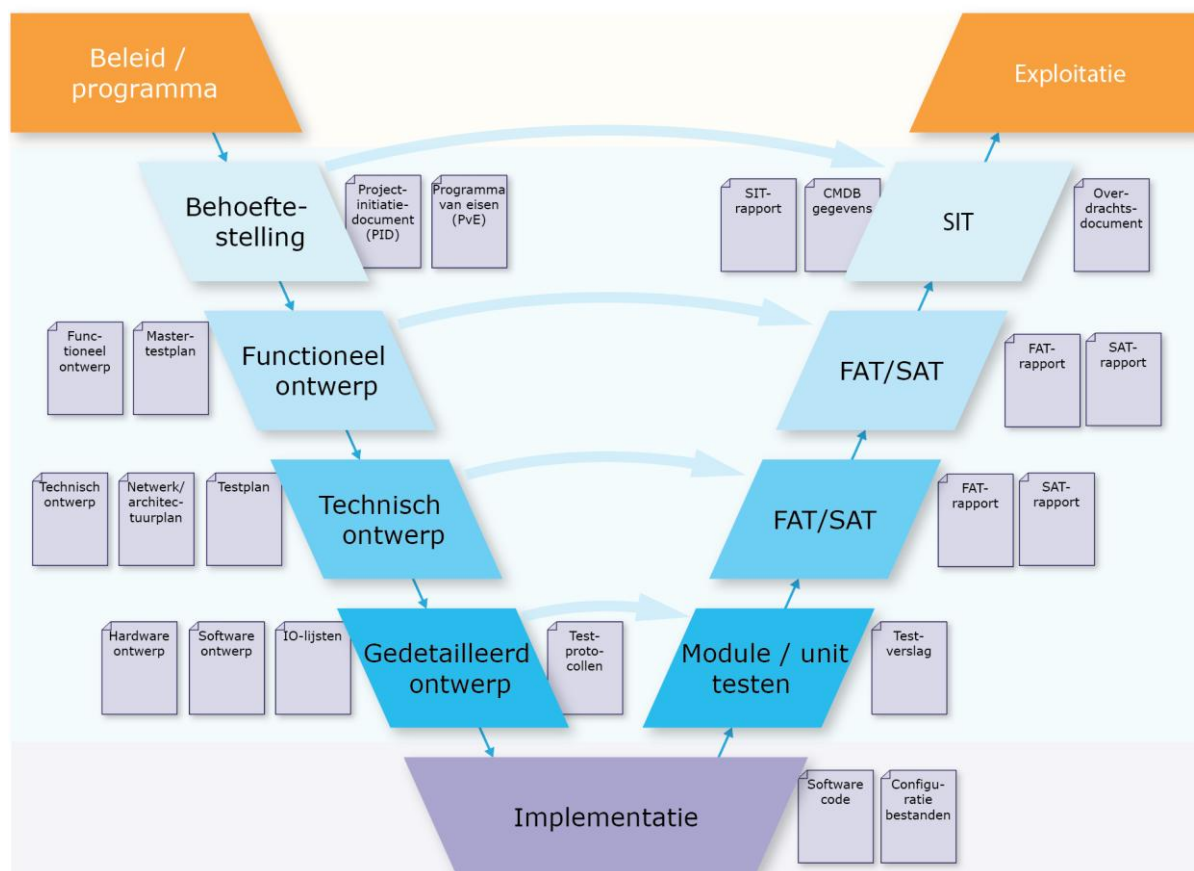 Beleid /
programma
Exploitatie
Behoefte-
stelling
Project-
initiatie-
document
(PID)
Programma
van eisen
(PvE)
SIT-
rapport
CMDB
gegevens
SIT
Over-
drachts-
document
Func-
tioneel
ontwerp
Master-
testplan
Functioneel
ontwerp
FAT/SAT
FAT-
rapport
SAT-
rapport
Technisch
ontwerp
Netwerk/
architec-
tuurplan
Testplan
Technisch
ontwerp
FAT/SAT
FAT-
rapport
SAT-
rapport
Hardware
ontwerp
Software
ontwerp
IO-lijsten
Gedetailleerd
ontwerp
Test-
proto-
collen
Module / unit
testen
Test-
verslag
Implementatie
Software
code
Configu-
ratie
bestanden